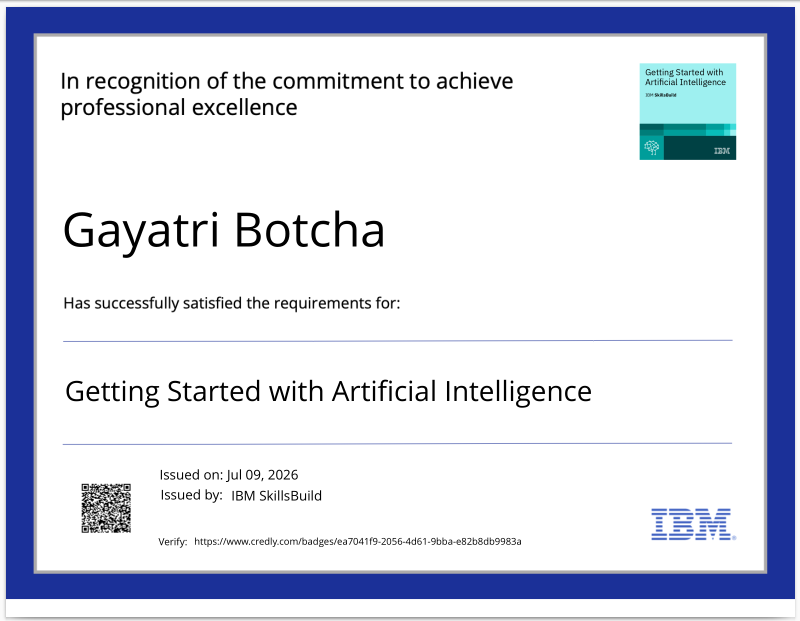 In recognition of the commitment to achieve
professional excellence
Getting Started with
Artificial Intelligence
IBM SkillsBuild
IBM
Gayatri Botcha
Has successfully satisfied the requirements for:
Getting Started with Artificial Intelligence
Issued on: Jul 09, 2026
Issued by: IBM SkillsBuild
Verify: https://www.credly.com/badges/ea7041f9-2056-4d61-9bba-e82b8db9983a
IBM